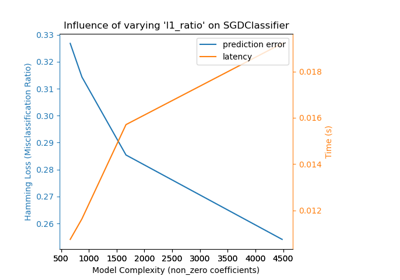 Influence of varying 'l1_ratio' on SGDClassifier
prediction error
latency
0.33
0.32
0.31
0.30
0.29
0.28
0.27
0.26
Hamming Loss (Misclassification Ratio)
0.018
0.016
0.014
0.012
Time (s)
500 1000 1500 2000 2500 3000 3500 4000 4500
Model Complexity (non_zero coefficients)